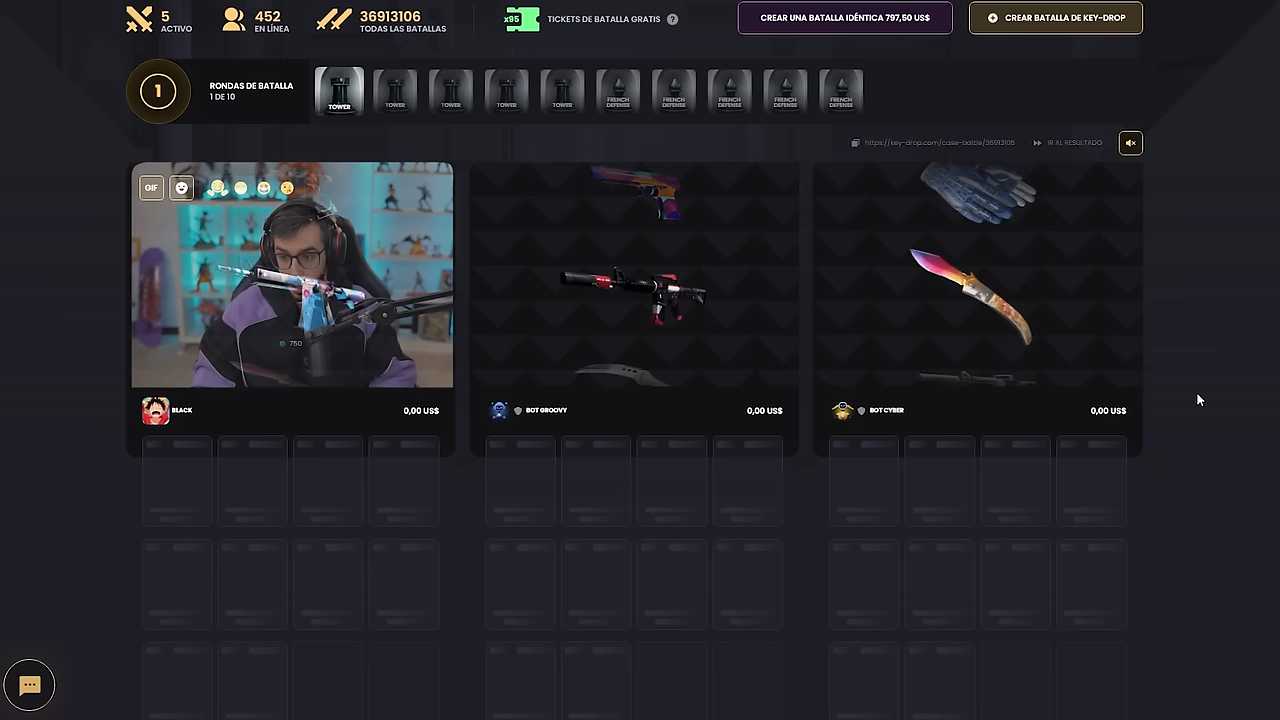 5
ACTIVO
452
EN LÍNEA
36913106
TODAS LAS BATALLAS
x95
TICKETS DE BATALLA GRATIS
?
CREAR UNA BATALLA IDÉNTICA 797,50 US$
CREAR BATALLA DE KEY-DROP
1
RONDAS DE BATALLA
1 DE 10
TOWER
TOWER
TOWER
TOWER
TOWER
FRENCH
DEFENSE
FRENCH
DEFENSE
FRENCH
DEFENSE
FRENCH
DEFENSE
FRENCH
DEFENSE
https://key-drop.com/case-battle/36913105
IR AL RESULTADO
GIF
750
BLACK
0,00 US$
BOT GROOVY
0,00 US$
BOT CYBER
0,00 US$